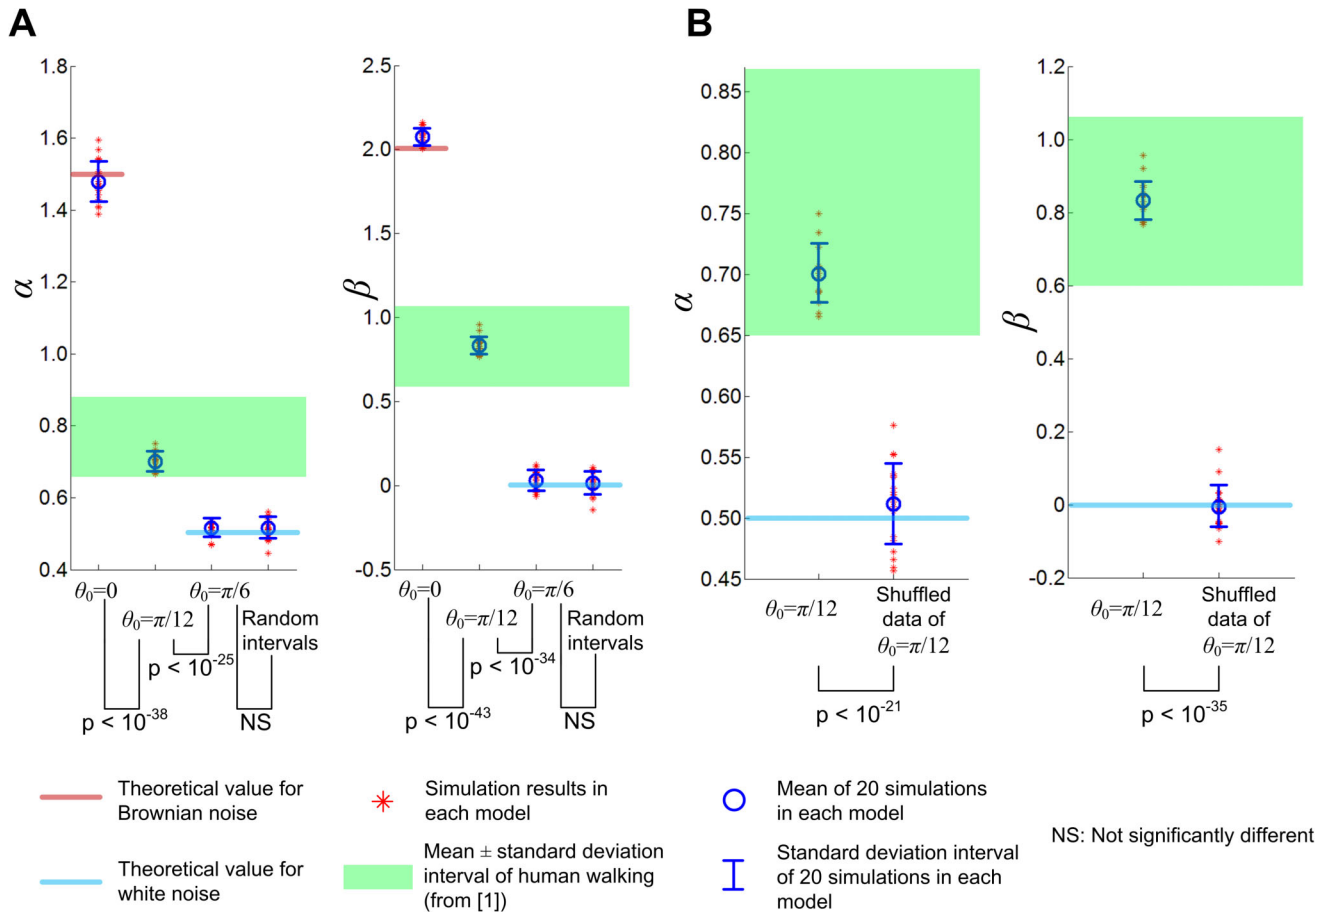 A
B
1.8
1.6
1.4
1.2
1.0
0.8
0.6
0.4
α
θ₀=0
θ₀=π/12
θ₀=π/6
Random
intervals
p < 10⁻²⁵
p < 10⁻³⁸
NS
2.5
2.0
1.5
1.0
0.5
0
-0.5
β
θ₀=0
θ₀=π/12
θ₀=π/6
Random
intervals
p < 10⁻³⁴
p < 10⁻⁴³
NS
0.85
0.80
0.75
0.70
0.65
0.60
0.55
0.50
0.45
α
θ₀=π/12
Shuffled
data of
θ₀=π/12
p < 10⁻²¹
1.2
1.0
0.8
0.6
0.4
0.2
0
-0.2
β
θ₀=π/12
Shuffled
data of
θ₀=π/12
p < 10⁻³⁵
Theoretical value for
Brownian noise
Theoretical value for
white noise
Simulation results in
each model
Mean ± standard deviation
interval of human walking
(from [1])
Mean of 20 simulations
in each model
Standard deviation interval
of 20 simulations in each
model
NS: Not significantly different